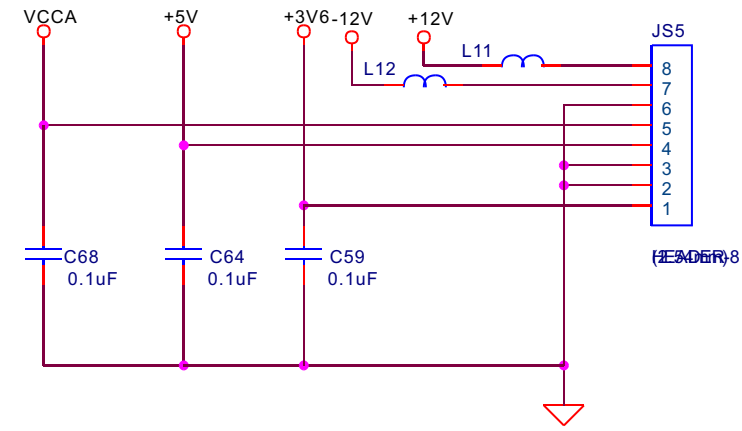 VCCA
+5V
+3V6
-12V
+12V
JS5
L11
L12
8
7
6
5
4
3
2
1
C68
0.1uF
C64
0.1uF
C59
0.1uF